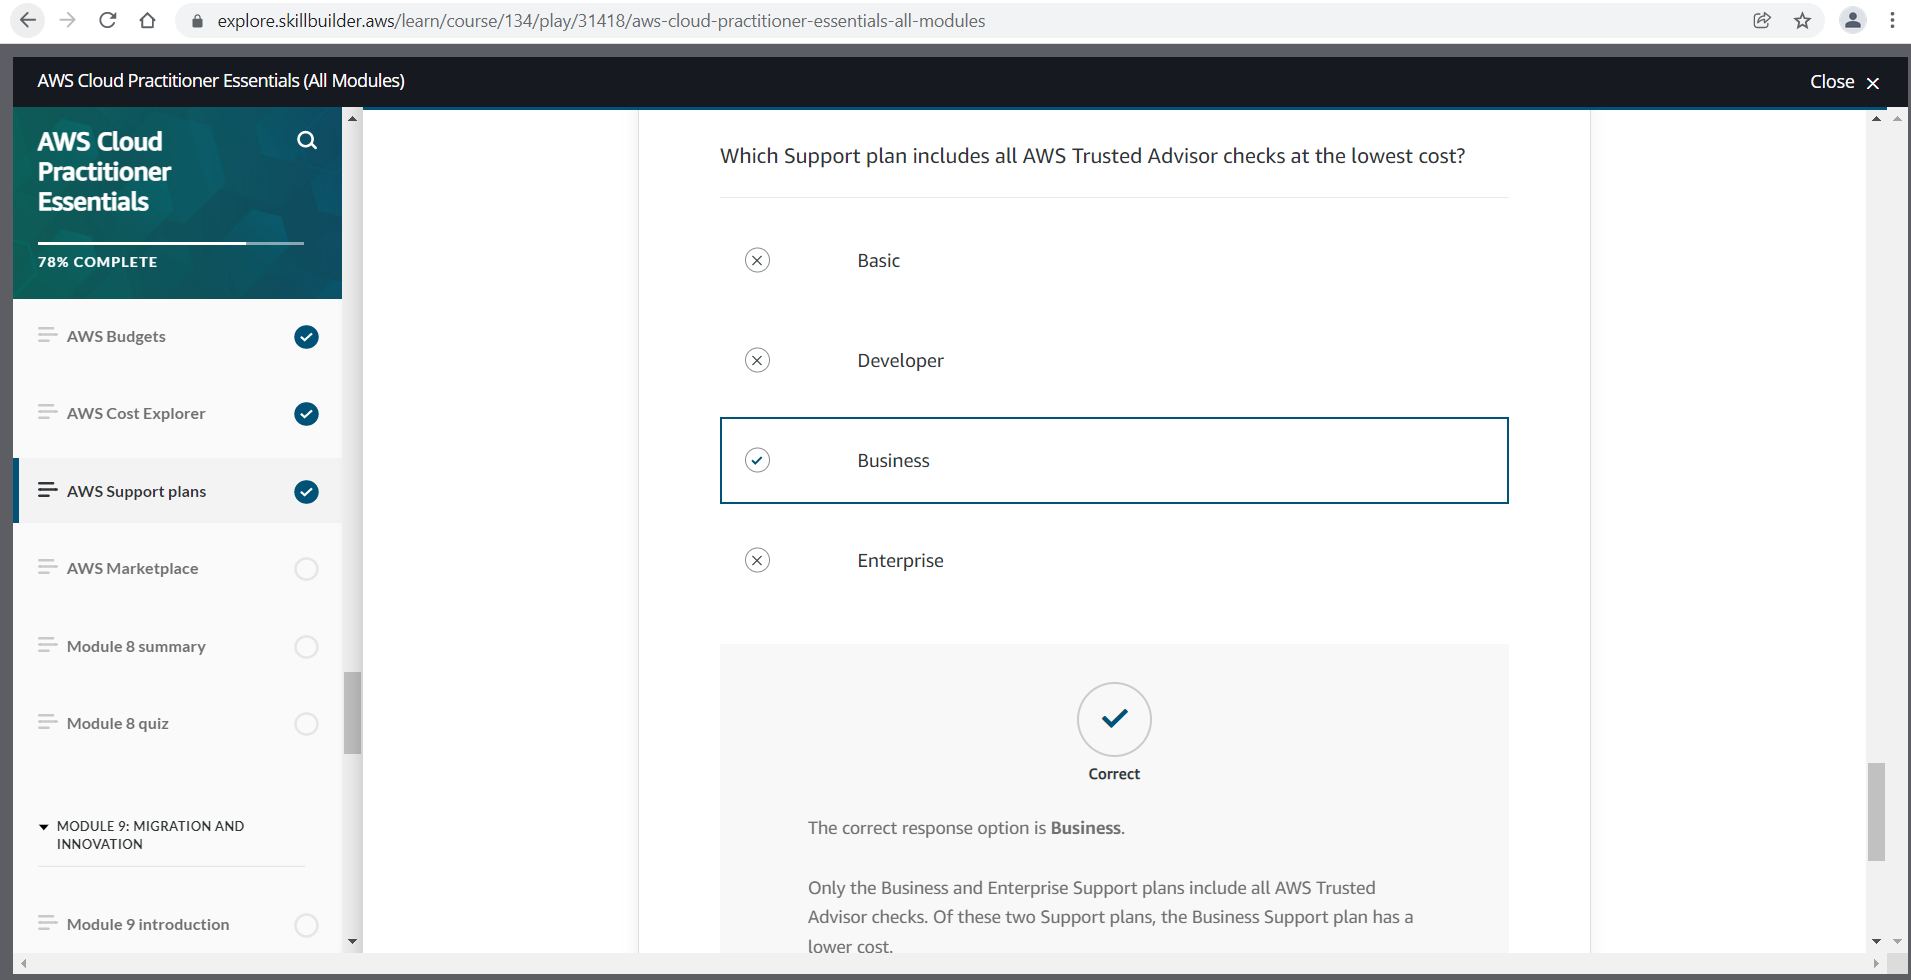 explore.skillbuilder.aws/learn/course/134/play/31418/aws-cloud-practitioner-essentials-all-modules
AWS Cloud Practitioner Essentials (All Modules)
Close
AWS Cloud
Practitioner
Essentials
78% COMPLETE
AWS Budgets
AWS Cost Explorer
AWS Support plans
AWS Marketplace
Module 8 summary
Module 8 quiz
MODULE 9: MIGRATION AND
INNOVATION
Module 9 introduction
Which Support plan includes all AWS Trusted Advisor checks at the lowest cost?
Basic
Developer
Business
Enterprise
Correct
The correct response option is Business.
Only the Business and Enterprise Support plans include all AWS Trusted
Advisor checks. Of these two Support plans, the Business Support plan has a
lower cost.